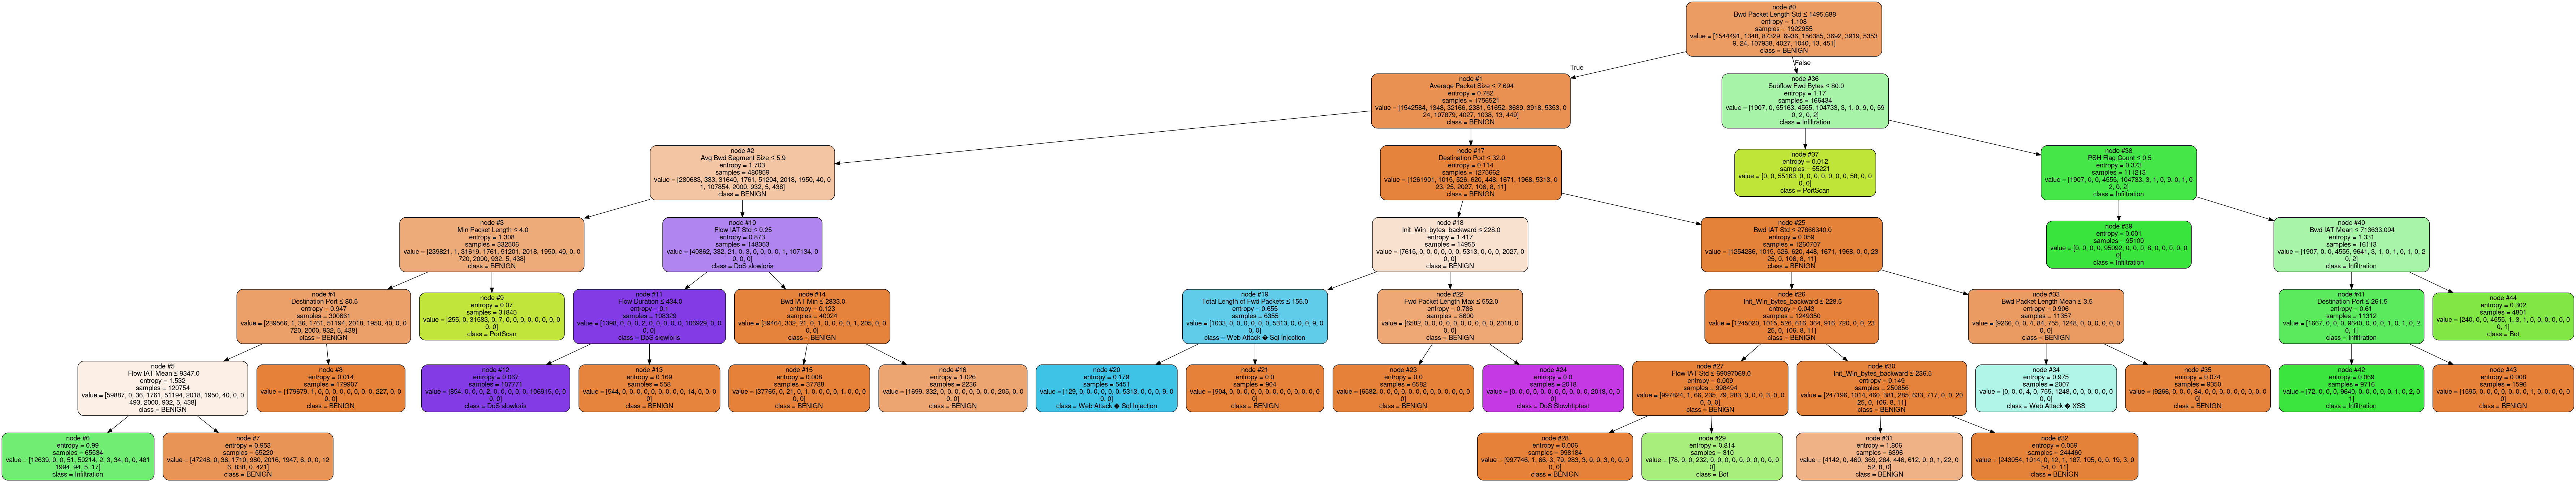 node #0
Bwd Packet Length Std ≤ 1495.688
entropy = 1.108
samples = 1922955
value = [1544491, 1348, 87329, 6936, 156385, 3692, 3919, 5353
9, 24, 107938, 4027, 1040, 13, 451]
class = BENIGN
True
False
node #1
Average Packet Size ≤ 7.694
entropy = 0.782
samples = 1756521
value = [1542584, 1348, 32166, 2381, 51652, 3689, 3918, 5353, 0
24, 107879, 4027, 1038, 13, 449]
class = BENIGN
node #36
Subflow Fwd Bytes ≤ 80.0
entropy = 1.17
samples = 166434
value = [1907, 0, 55163, 4555, 104733, 3, 1, 0, 9, 0, 59
0, 2, 0, 2]
class = Infiltration
node #2
Avg Bwd Segment Size ≤ 5.9
entropy = 1.703
samples = 480859
value = [280683, 333, 31640, 1761, 51204, 2018, 1950, 40, 0
1, 107854, 2000, 932, 5, 438]
class = BENIGN
node #17
Destination Port ≤ 32.0
entropy = 0.114
samples = 1275662
value = [1261901, 1015, 526, 620, 448, 1671, 1968, 5313, 0
23, 25, 2027, 106, 8, 11]
class = BENIGN
node #37
entropy = 0.012
samples = 55221
value = [0, 0, 55163, 0, 0, 0, 0, 0, 0, 0, 58, 0, 0
0, 0]
class = PortScan
node #38
PSH Flag Count ≤ 0.5
entropy = 0.373
samples = 111213
value = [1907, 0, 0, 4555, 104733, 3, 1, 0, 9, 0, 1, 0
2, 0, 2]
class = Infiltration
node #3
Min Packet Length ≤ 4.0
entropy = 1.308
samples = 332506
value = [239821, 1, 31619, 1761, 51201, 2018, 1950, 40, 0, 0
720, 2000, 932, 5, 438]
class = BENIGN
node #10
Flow IAT Std ≤ 0.25
entropy = 0.873
samples = 148353
value = [40862, 332, 21, 0, 3, 0, 0, 0, 0, 1, 107134, 0
0, 0, 0]
class = DoS slowloris
node #18
Init_Win_bytes_backward ≤ 228.0
entropy = 1.417
samples = 14955
value = [7615, 0, 0, 0, 0, 0, 0, 5313, 0, 0, 0, 2027, 0
0, 0]
class = BENIGN
node #25
Bwd IAT Std ≤ 27866340.0
entropy = 0.059
samples = 1260707
value = [1254286, 1015, 526, 620, 448, 1671, 1968, 0, 0, 23
25, 0, 106, 8, 11]
class = BENIGN
node #39
entropy = 0.001
samples = 95100
value = [0, 0, 0, 0, 95092, 0, 0, 0, 8, 0, 0, 0, 0, 0
0]
class = Infiltration
node #40
Bwd IAT Mean ≤ 713633.094
entropy = 1.331
samples = 16113
value = [1907, 0, 0, 4555, 9641, 3, 1, 0, 1, 0, 1, 0, 2
0, 2]
class = Infiltration
node #4
Destination Port ≤ 80.5
entropy = 0.947
samples = 300661
value = [239566, 1, 36, 1761, 51194, 2018, 1950, 40, 0, 0
720, 2000, 932, 5, 438]
class = BENIGN
node #9
entropy = 0.07
samples = 31845
value = [255, 0, 31583, 0, 7, 0, 0, 0, 0, 0, 0, 0, 0
0, 0]
class = PortScan
node #11
Flow Duration ≤ 434.0
entropy = 0.1
samples = 108329
value = [1398, 0, 0, 0, 2, 0, 0, 0, 0, 0, 106929, 0, 0
0, 0]
class = DoS slowloris
node #14
Bwd IAT Min ≤ 2833.0
entropy = 0.123
samples = 40024
value = [39464, 332, 21, 0, 1, 0, 0, 0, 0, 1, 205, 0, 0
0, 0]
class = BENIGN
node #19
Total Length of Fwd Packets ≤ 155.0
entropy = 0.655
samples = 6355
value = [1033, 0, 0, 0, 0, 0, 0, 5313, 0, 0, 0, 9, 0
0, 0]
class = Web Attack � Sql Injection
node #22
Fwd Packet Length Max ≤ 552.0
entropy = 0.786
samples = 8600
value = [6582, 0, 0, 0, 0, 0, 0, 0, 0, 0, 0, 2018, 0
0, 0]
class = BENIGN
node #26
Init_Win_bytes_backward ≤ 228.5
entropy = 0.043
samples = 1249350
value = [1245020, 1015, 526, 616, 364, 916, 720, 0, 0, 23
25, 0, 106, 8, 11]
class = BENIGN
node #33
Bwd Packet Length Mean ≤ 3.5
entropy = 0.906
samples = 11357
value = [9266, 0, 0, 4, 84, 755, 1248, 0, 0, 0, 0, 0, 0
0, 0]
class = BENIGN
node #41
Destination Port ≤ 261.5
entropy = 0.61
samples = 11312
value = [1667, 0, 0, 0, 9640, 0, 0, 0, 1, 0, 1, 0, 2
0, 1]
class = Infiltration
node #44
entropy = 0.302
samples = 4801
value = [240, 0, 0, 4555, 1, 3, 1, 0, 0, 0, 0, 0, 0
0, 1]
class = Bot
node #5
Flow IAT Mean ≤ 9347.0
entropy = 1.532
samples = 120754
value = [59887, 0, 36, 1761, 51194, 2018, 1950, 40, 0, 0
493, 2000, 932, 5, 438]
class = BENIGN
node #8
entropy = 0.014
samples = 179907
value = [179679, 1, 0, 0, 0, 0, 0, 0, 0, 0, 227, 0, 0
0, 0]
class = BENIGN
node #12
entropy = 0.067
samples = 107771
value = [854, 0, 0, 0, 2, 0, 0, 0, 0, 0, 106915, 0, 0
0, 0]
class = DoS slowloris
node #13
entropy = 0.169
samples = 558
value = [544, 0, 0, 0, 0, 0, 0, 0, 0, 0, 14, 0, 0, 0
0]
class = BENIGN
node #15
entropy = 0.008
samples = 37788
value = [37765, 0, 21, 0, 1, 0, 0, 0, 0, 1, 0, 0, 0
0, 0]
class = BENIGN
node #16
entropy = 1.026
samples = 2236
value = [1699, 332, 0, 0, 0, 0, 0, 0, 0, 0, 205, 0, 0
0, 0]
class = BENIGN
node #20
entropy = 0.179
samples = 5451
value = [129, 0, 0, 0, 0, 0, 0, 5313, 0, 0, 0, 9, 0
0, 0]
class = Web Attack � Sql Injection
node #21
entropy = 0.0
samples = 904
value = [904, 0, 0, 0, 0, 0, 0, 0, 0, 0, 0, 0, 0, 0
0]
class = BENIGN
node #23
entropy = 0.0
samples = 6582
value = [6582, 0, 0, 0, 0, 0, 0, 0, 0, 0, 0, 0, 0, 0
0]
class = BENIGN
node #24
entropy = 0.0
samples = 2018
value = [0, 0, 0, 0, 0, 0, 0, 0, 0, 0, 0, 2018, 0, 0
0]
class = DoS Slowhttptest
node #27
Flow IAT Std ≤ 69097068.0
entropy = 0.009
samples = 998494
value = [997824, 1, 66, 235, 79, 283, 3, 0, 0, 3, 0, 0
0, 0, 0]
class = BENIGN
node #30
Init_Win_bytes_backward ≤ 236.5
entropy = 0.149
samples = 250856
value = [247196, 1014, 460, 381, 285, 633, 717, 0, 0, 20
25, 0, 106, 8, 11]
class = BENIGN
node #34
entropy = 0.975
samples = 2007
value = [0, 0, 0, 4, 0, 755, 1248, 0, 0, 0, 0, 0, 0
0, 0]
class = Web Attack � XSS
node #35
entropy = 0.074
samples = 9350
value = [9266, 0, 0, 0, 84, 0, 0, 0, 0, 0, 0, 0, 0, 0
0]
class = BENIGN
node #42
entropy = 0.069
samples = 9716
value = [72, 0, 0, 0, 9640, 0, 0, 0, 0, 0, 1, 0, 2, 0
1]
class = Infiltration
node #43
entropy = 0.008
samples = 1596
value = [1595, 0, 0, 0, 0, 0, 0, 0, 1, 0, 0, 0, 0, 0
0]
class = BENIGN
node #6
entropy = 0.99
samples = 65534
value = [12639, 0, 0, 51, 50214, 2, 3, 34, 0, 0, 481
1994, 94, 5, 17]
class = Infiltration
node #7
entropy = 0.953
samples = 55220
value = [47248, 0, 36, 1710, 980, 2016, 1947, 6, 0, 0, 12
6, 838, 0, 421]
class = BENIGN
node #28
entropy = 0.006
samples = 998184
value = [997746, 1, 66, 3, 79, 283, 3, 0, 0, 3, 0, 0, 0
0, 0]
class = BENIGN
node #29
entropy = 0.814
samples = 310
value = [78, 0, 0, 232, 0, 0, 0, 0, 0, 0, 0, 0, 0, 0
0]
class = Bot
node #31
entropy = 1.806
samples = 6396
value = [4142, 0, 460, 369, 284, 446, 612, 0, 0, 1, 22, 0
52, 8, 0]
class = BENIGN
node #32
entropy = 0.059
samples = 244460
value = [243054, 1014, 0, 12, 1, 187, 105, 0, 0, 19, 3, 0
54, 0, 11]
class = BENIGN